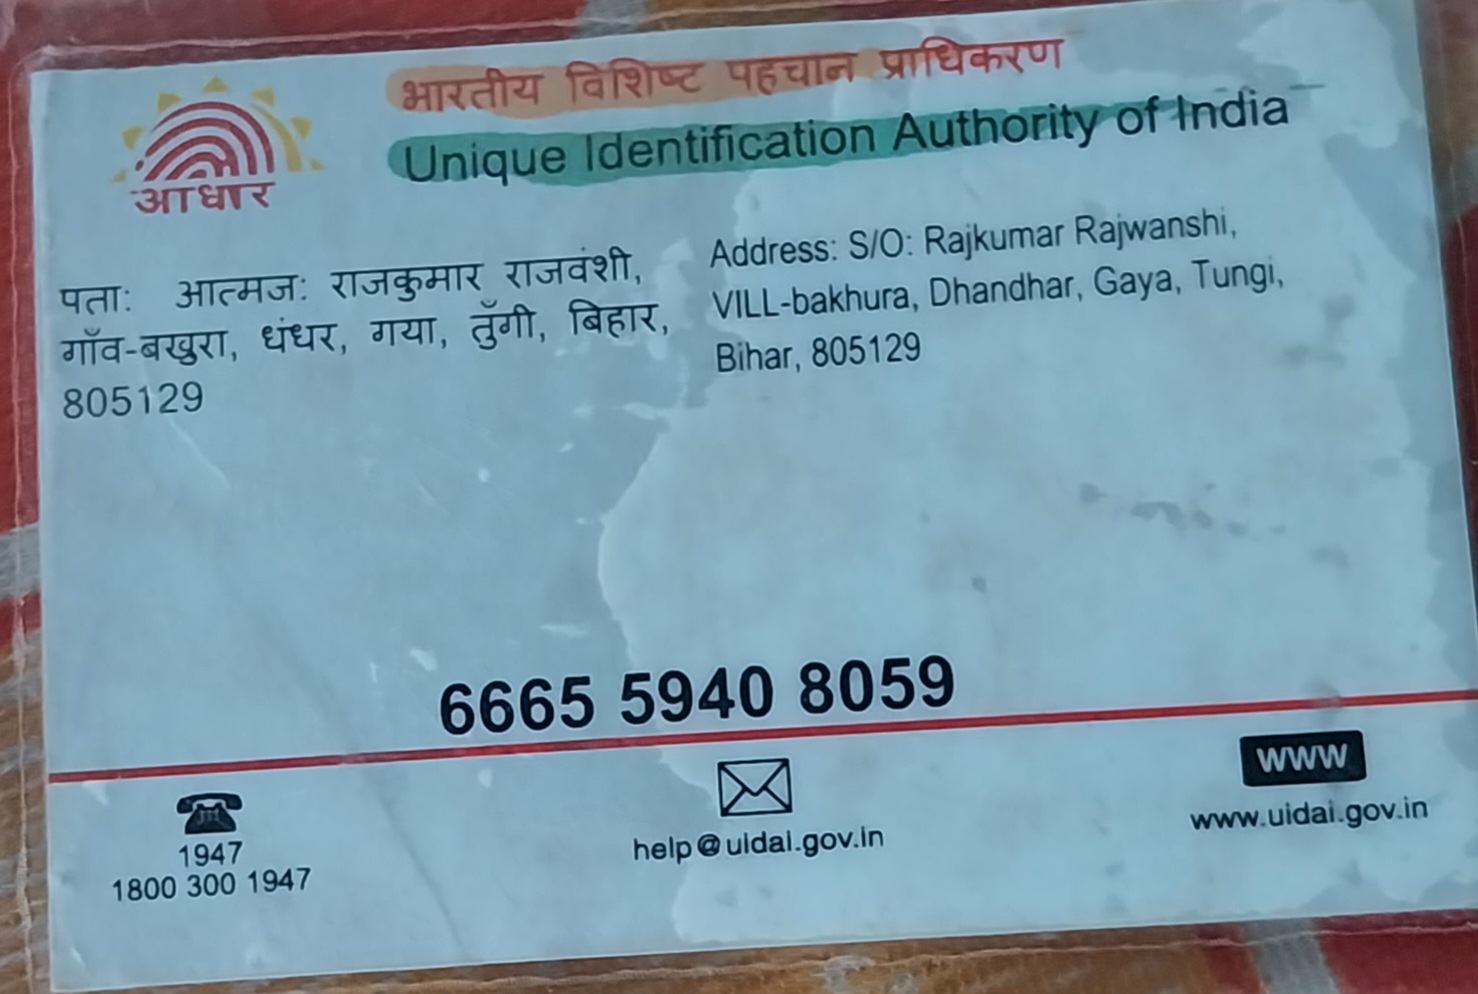 भारतीय विशिष्ट पहचान प्राधिकरण
Unique Identification Authority of India
आधार
पता: आत्मज: राजकुमार राजवंशी,
गाँव-बखुरा, धंधर, गया, तुँगी, बिहार,
805129
Address: S/O: Rajkumar Rajwanshi,
VILL-bakhura, Dhandhar, Gaya, Tungi,
Bihar, 805129
6665 5940 8059
1947
1800 300 1947
help@uidai.gov.in
WWW
www.uidai.gov.in